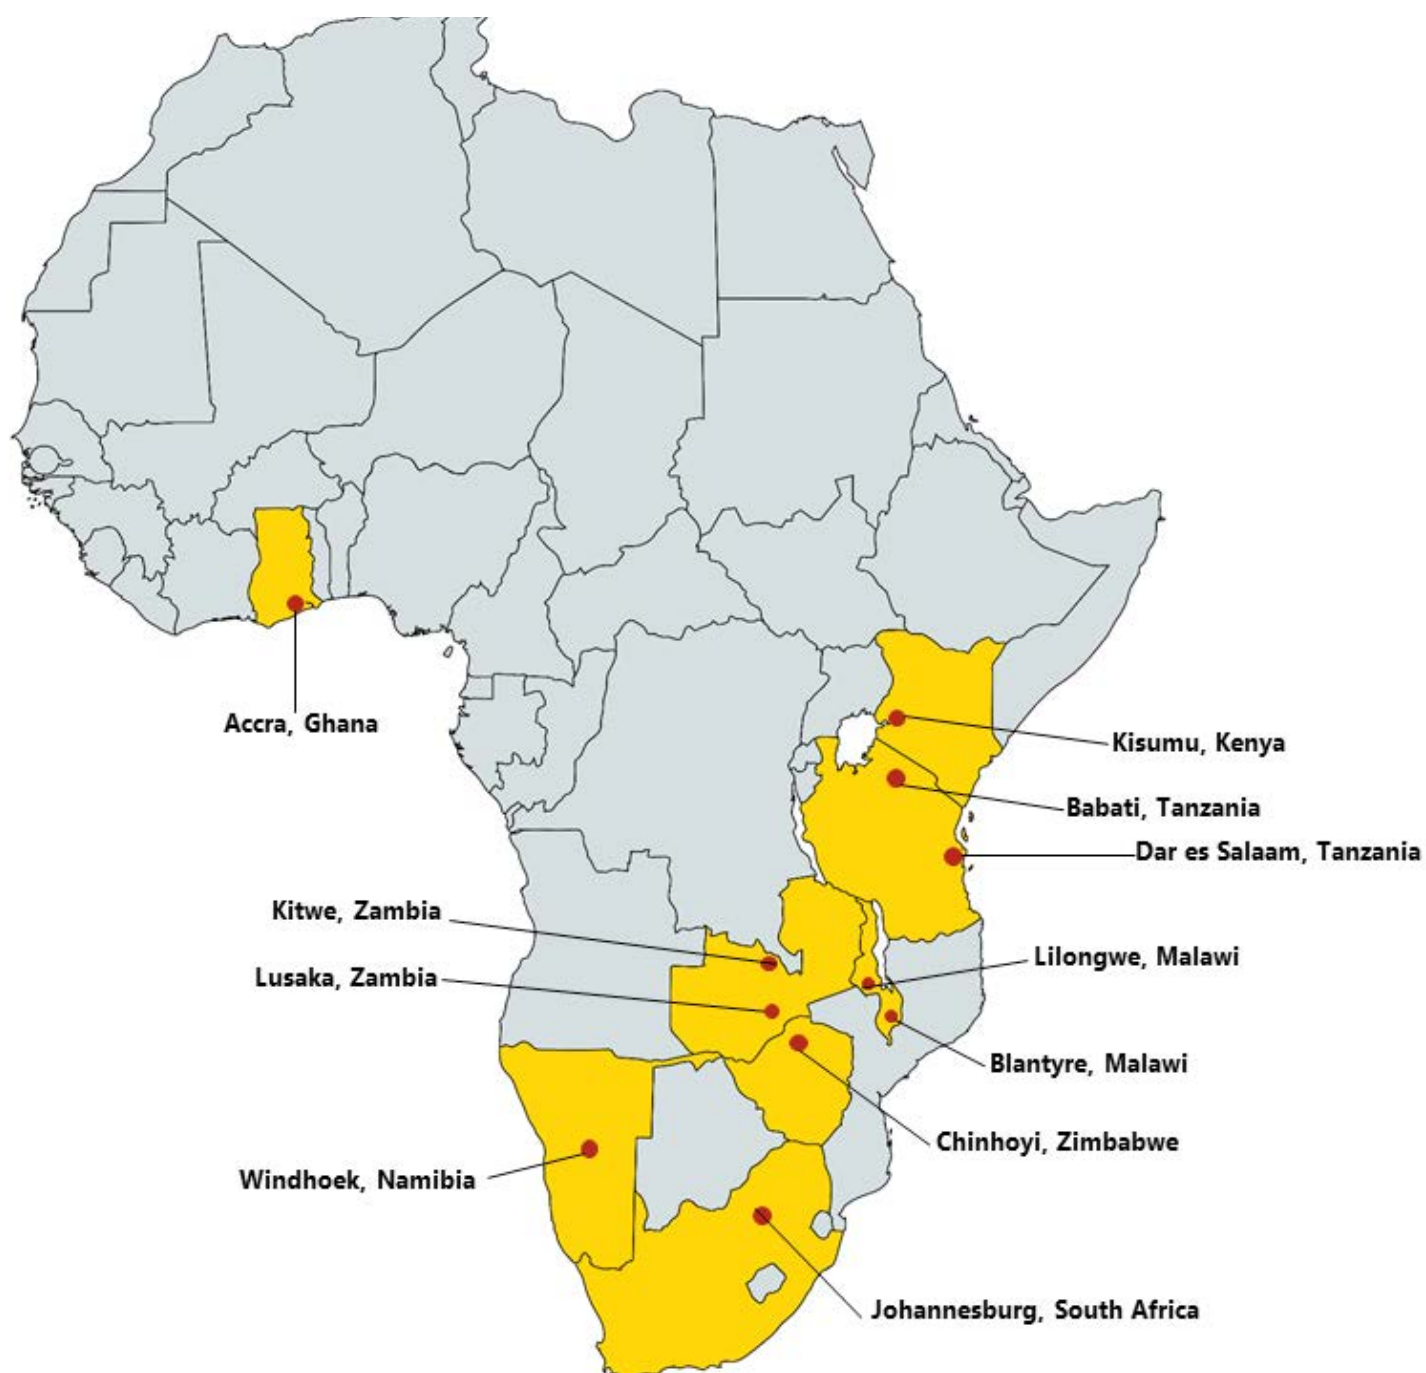 Accra, Ghana
Kisumu, Kenya
Babati, Tanzania
Dar es Salaam, Tanzania
Kitwe, Zambia
Lilongwe, Malawi
Lusaka, Zambia
Blantyre, Malawi
Chinhoyi, Zimbabwe
Windhoek, Namibia
Johannesburg, South Africa